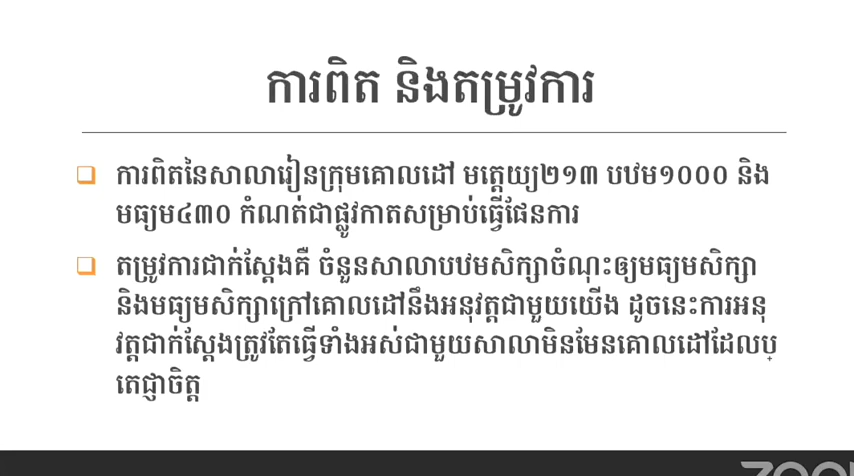 ការពិត និងតម្រូវការ
ការពិតនៃសាលារៀនក្រុមគោលដៅ មត្តេយ្យ២១៣ បឋម១០០០ និង
មធ្យម៤៣០ កំណត់ជាផ្លូវកាតសម្រាប់ធ្វើផែនការ
តម្រូវការជាក់ស្តែងគឺ ចំនួនសាលាបឋមសិក្សាចំណុះឲ្យមធ្យមសិក្សា
និងមធ្យមសិក្សាក្រៅគោលដៅនឹងអនុវត្តជាមួយយើង ដូចនេះការអនុ
វត្តជាក់ស្តែងត្រូវតែធ្វើទាំងអស់ជាមួយសាលាមិនមែនគោលដៅដែលប្
តេជ្ញាចិត្ត
zoom